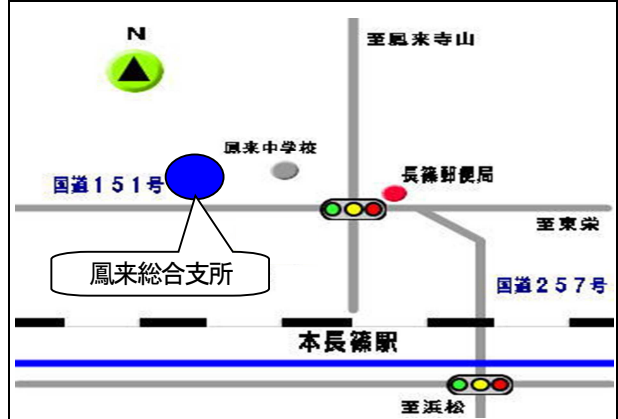 N
至鳳来寺山
鳳来中学校
長篠郵便局
国道151号
至東栄
鳳来総合支所
国道257号
本長篠駅
至浜松